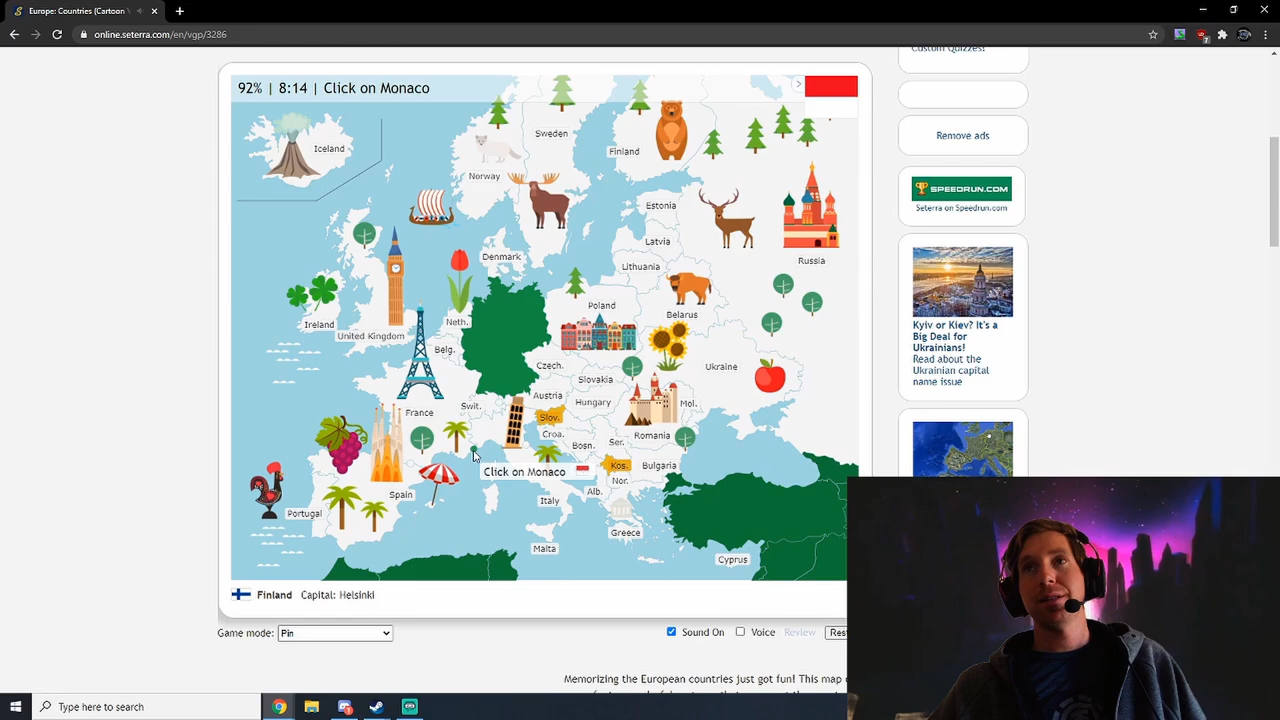 Europe: Countries (Cartoon V
online.seterra.com/en/vgp/3286
Custom Quizzes!
92% | 8:14 | Click on Monaco
Remove ads
SPEEDRUN.COM
Seterra on Speedrun.com
Iceland
Sweden
Finland
Norway
Estonia
Latvia
Lithuania
Russia
Denmark
Poland
Belarus
Ireland
United Kingdom
Neth.
Belg.
Czech.
Ukraine
Slovakia
Kyiv or Kiev? It's a
Big Deal for
Ukrainians!
Read about the
Ukrainian capital
name issue
France
Swit.
Austria
Hungary
Mol.
Slov.
Croa.
Bosn.
Ser.
Romania
Click on Monaco
Kos.
Bulgaria
Nor.
Alb.
Portugal
Spain
Italy
Greece
Malta
Cyprus
Finland Capital: Helsinki
Game mode: Pin
Sound On
Voice
Review
Rest
Memorizing the European countries just got fun! This map o
Type here to search